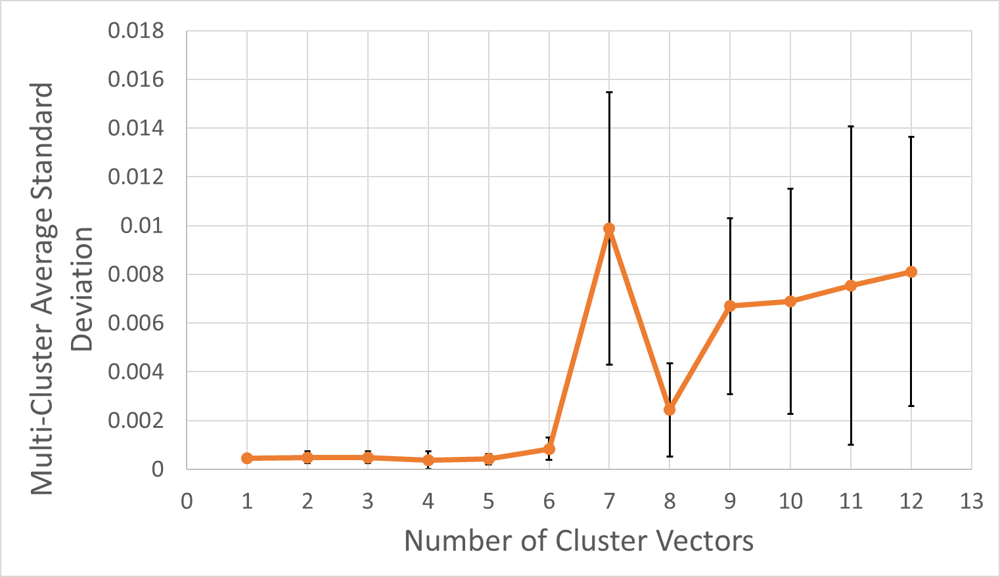 Multi-Cluster Average Standard
Deviation
0.018
0.016
0.014
0.012
0.01
0.008
0.006
0.004
0.002
0
0 1 2 3 4 5 6 7 8 9 10 11 12 13
Number of Cluster Vectors